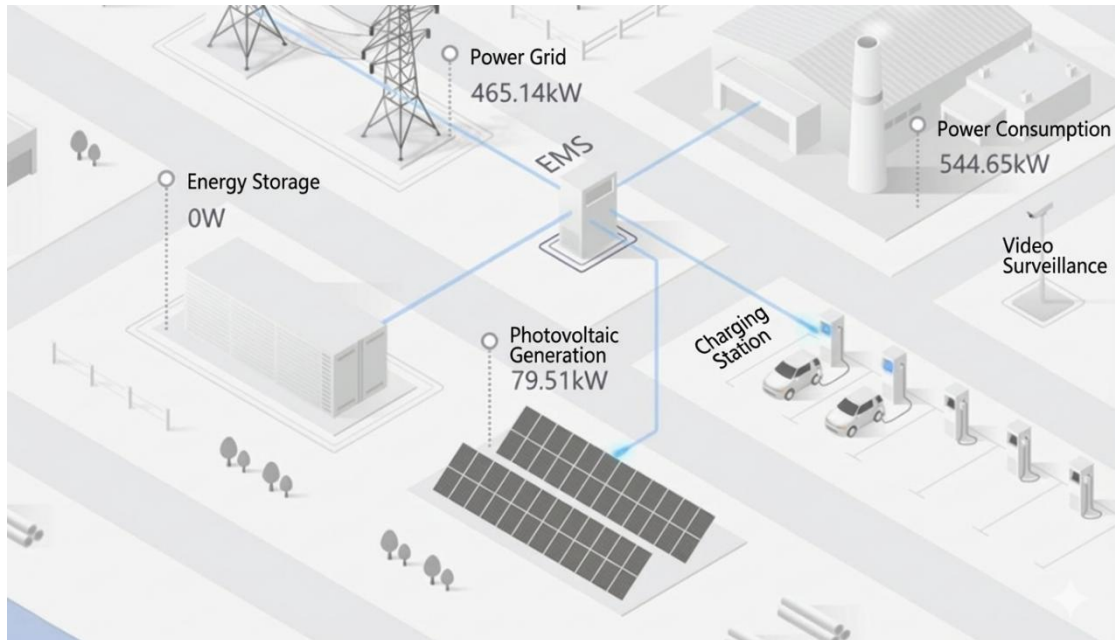 Power Grid
465.14kW
EMS
Power Consumption
544.65kW
Energy Storage
0W
Video
Surveillance
Photovoltaic
Generation
79.51kW
Charging
Station